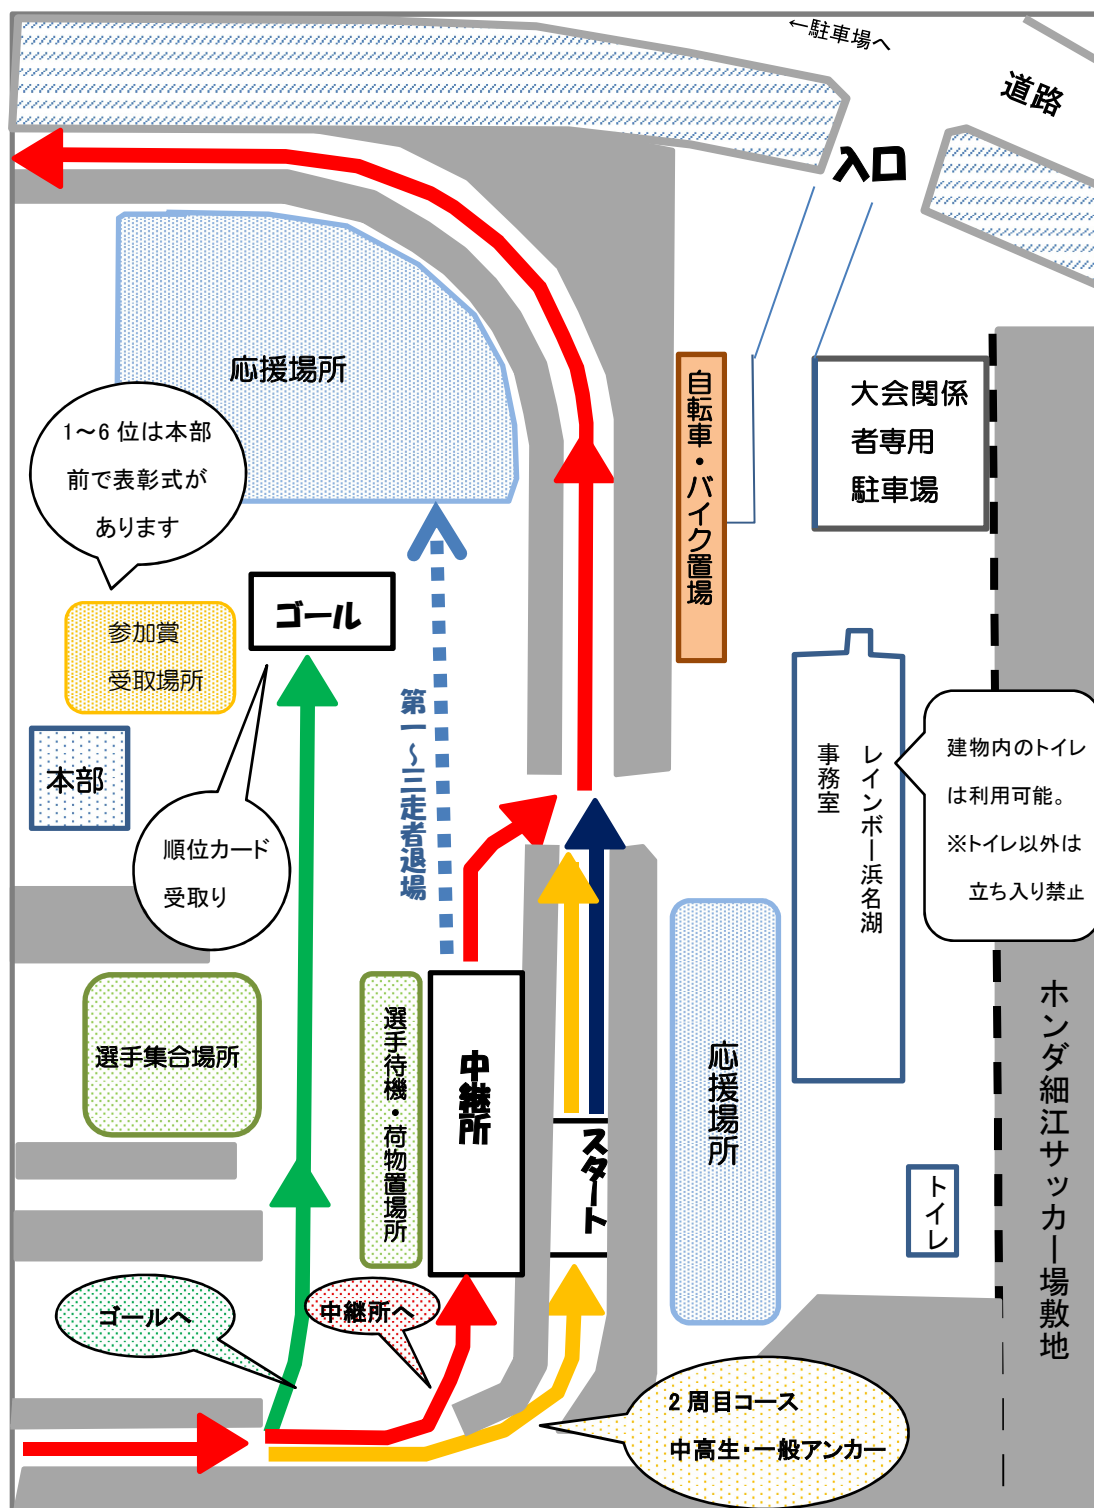 ←駐車場へ
道路
入口
応援場所
自転車・バイク置場
大会関係
者専用
駐車場
1～6 位は本部
前で表彰式が
あります
ゴール
参加賞
受取場所
第一～三走者退場
本部
順位カード
受取り
レインボー浜名湖
事務室
建物内のトイレ
は利用可能。
※トイレ以外は
立ち入り禁止
選手集合場所
選手待機・荷物置場所
中継所
スタート
応援場所
トイレ
ホンダ細江サッカー場敷地
ゴールへ
中継所へ
2 周目コース
中高生・一般アンカー